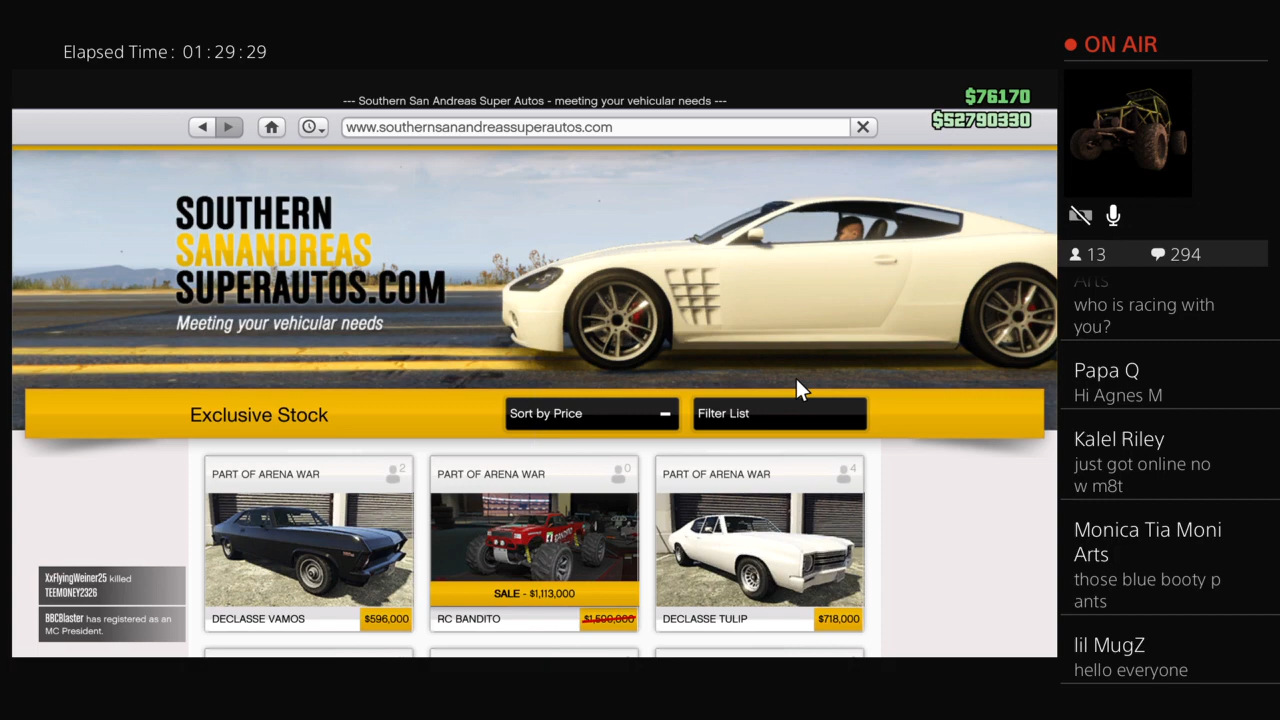 Elapsed Time: 01:29:29
ON AIR
--- Southern San Andreas Super Autos - meeting your vehicular needs ---
$76170
$52790330
www.southernsanandreassuperautos.com
SOUTHERN
SANANDREAS
SUPERAUTOS.COM
Meeting your vehicular needs
Exclusive Stock
Sort by Price
Filter List
PART OF ARENA WAR
2
PART OF ARENA WAR
0
PART OF ARENA WAR
4
SALE - $1,113,000
DECLASSE VAMOS
$596,000
RC BANDITO
$1,590,000
DECLASSE TULIP
$718,000
XxFlyingWeiner25 killed
TEEMONEY2326
BBCBlaster has registered as an
MC President.
13
294
Arts
who is racing with
you?
Papa Q
Hi Agnes M
Kalel Riley
just got online no
w m8t
Monica Tia Moni
Arts
those blue booty p
ants
lil MugZ
hello everyone